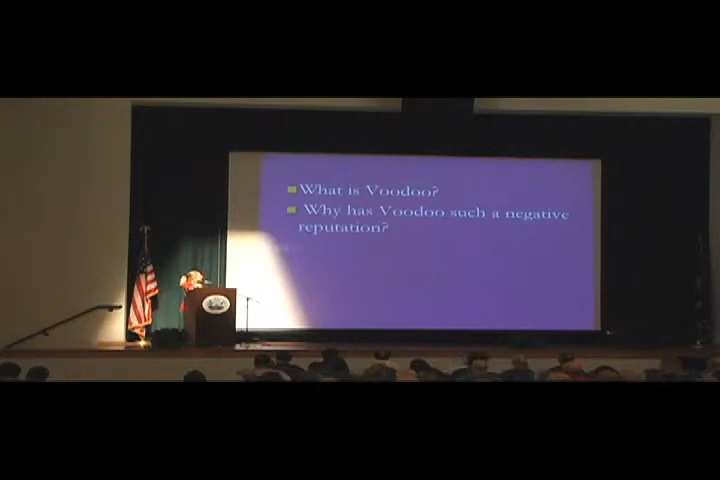 What is Voodoo?
Why has Voodoo such a negative
reputation?